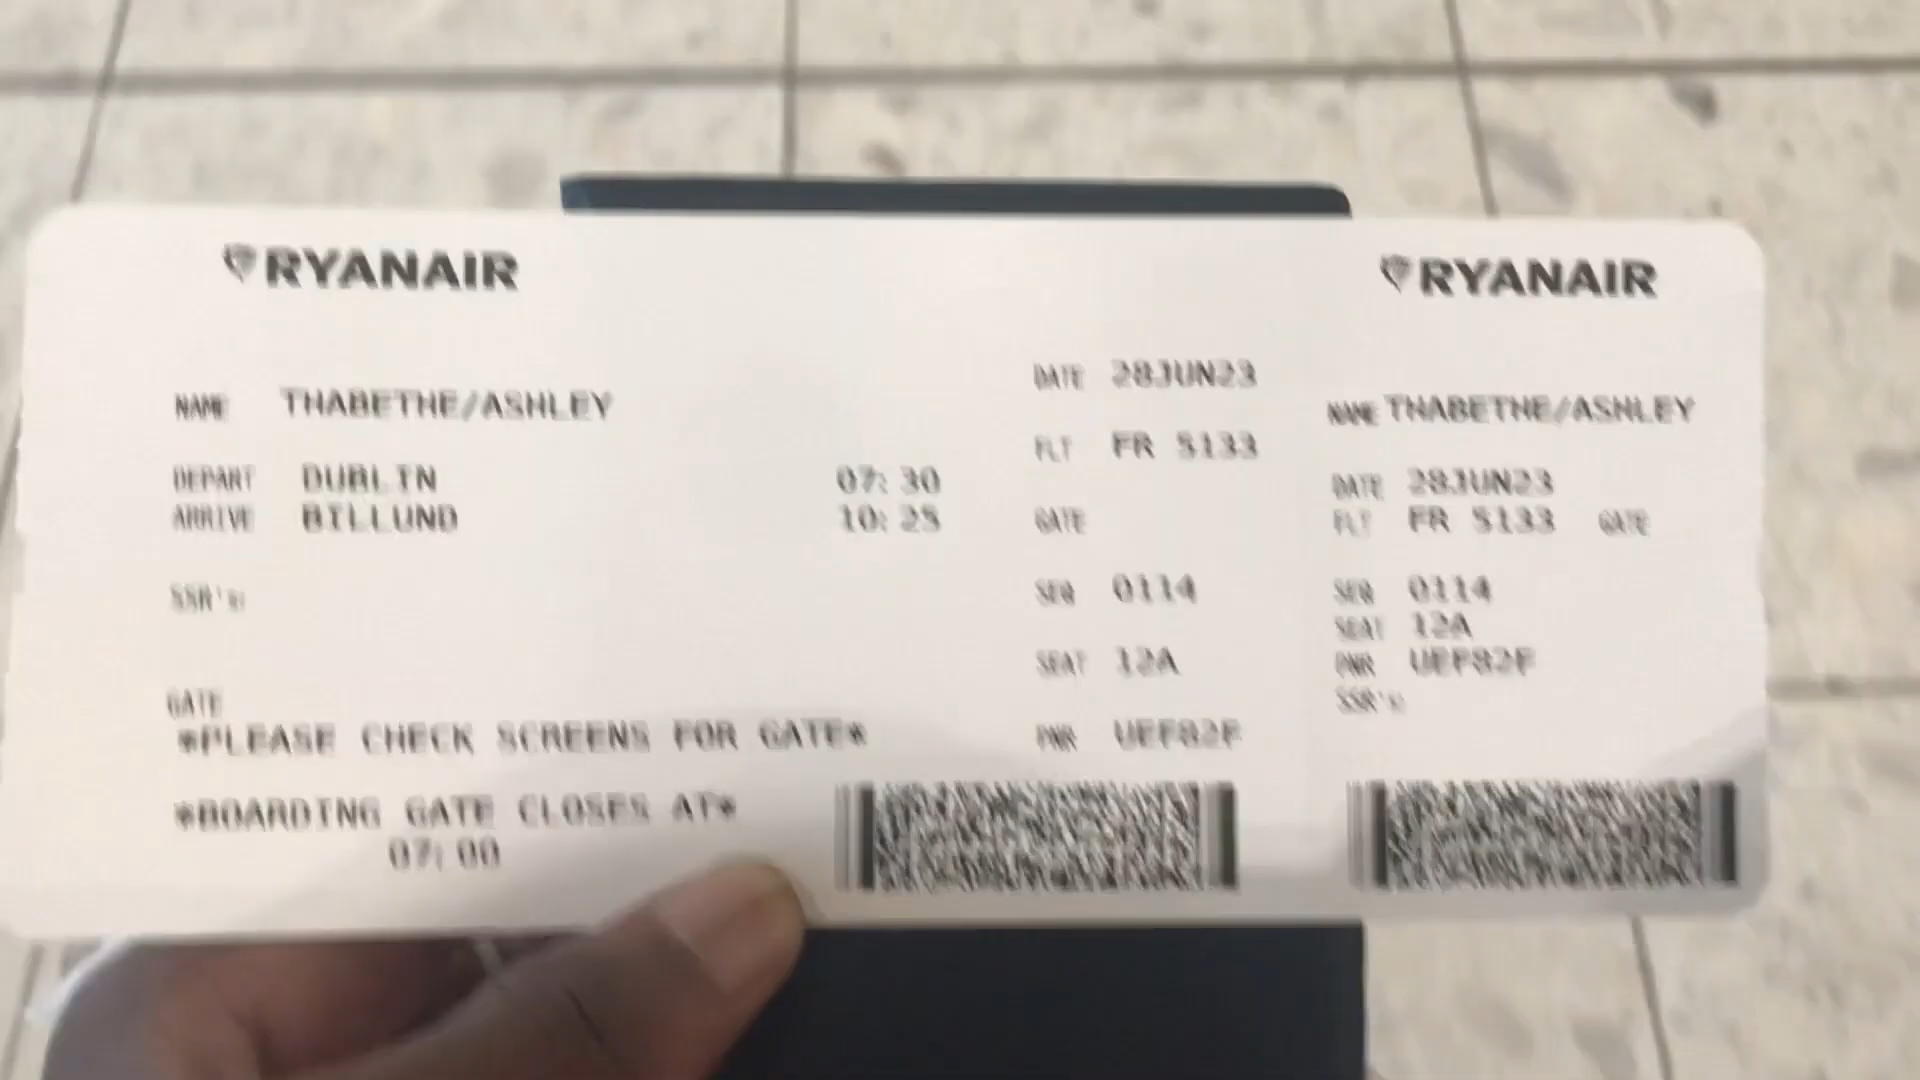 RYANAIR
NAME THABETHE/ASHLEY
DEPART DUBLIN 07:30
ARRIVE BILLUND 10:25
SSR's:
GATE
*PLEASE CHECK SCREENS FOR GATE*
*BOARDING GATE CLOSES AT*
07:00
DATE 28JUN23
FLT FR 5133
GATE
SEQ 0114
SEAT 12A
PNR UEF82F
RYANAIR
NAME THABETHE/ASHLEY
DATE 28JUN23
FLT FR 5133 GATE
SEQ 0114
SEAT 12A
PNR UEF82F
SSR's: